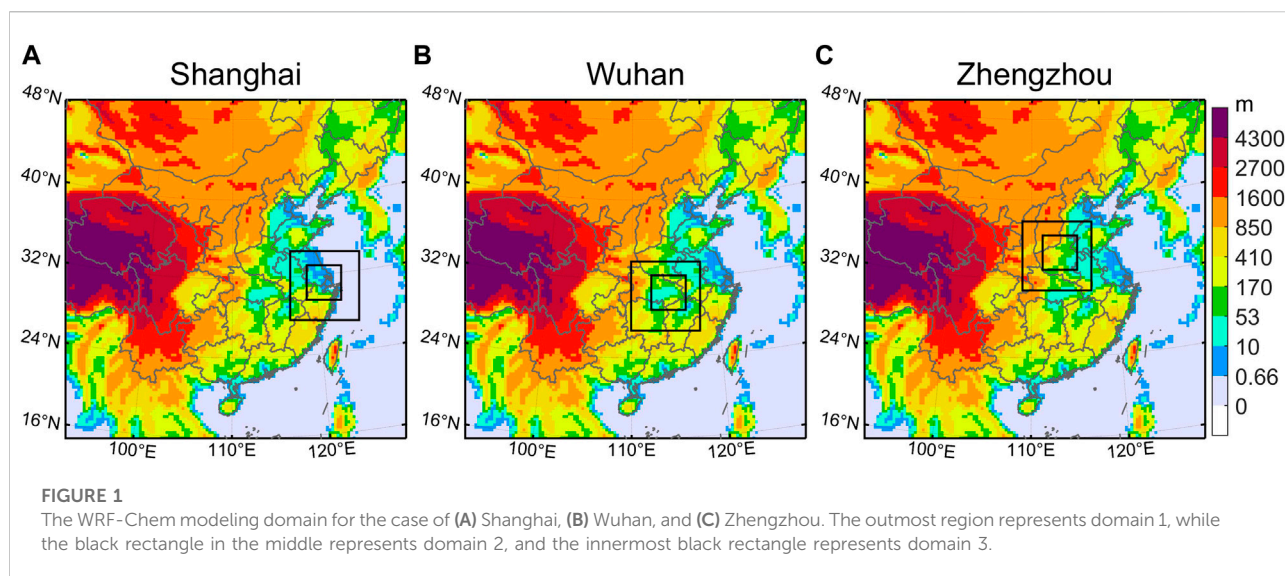 A B C
Shanghai Wuhan Zhengzhou
48°N 48°N 48°N
m
4300
40°N 40°N 40°N
2700
1600
850
32°N 32°N 32°N
410
170
53
24°N 24°N 24°N
10
0.66
16°N 16°N 16°N
0
100°E 110°E 120°E 100°E 110°E 120°E 100°E 110°E 120°E
FIGURE 1
The WRF-Chem modeling domain for the case of (A) Shanghai, (B) Wuhan, and (C) Zhengzhou. The outmost region represents domain 1, while
the black rectangle in the middle represents domain 2, and the innermost black rectangle represents domain 3.